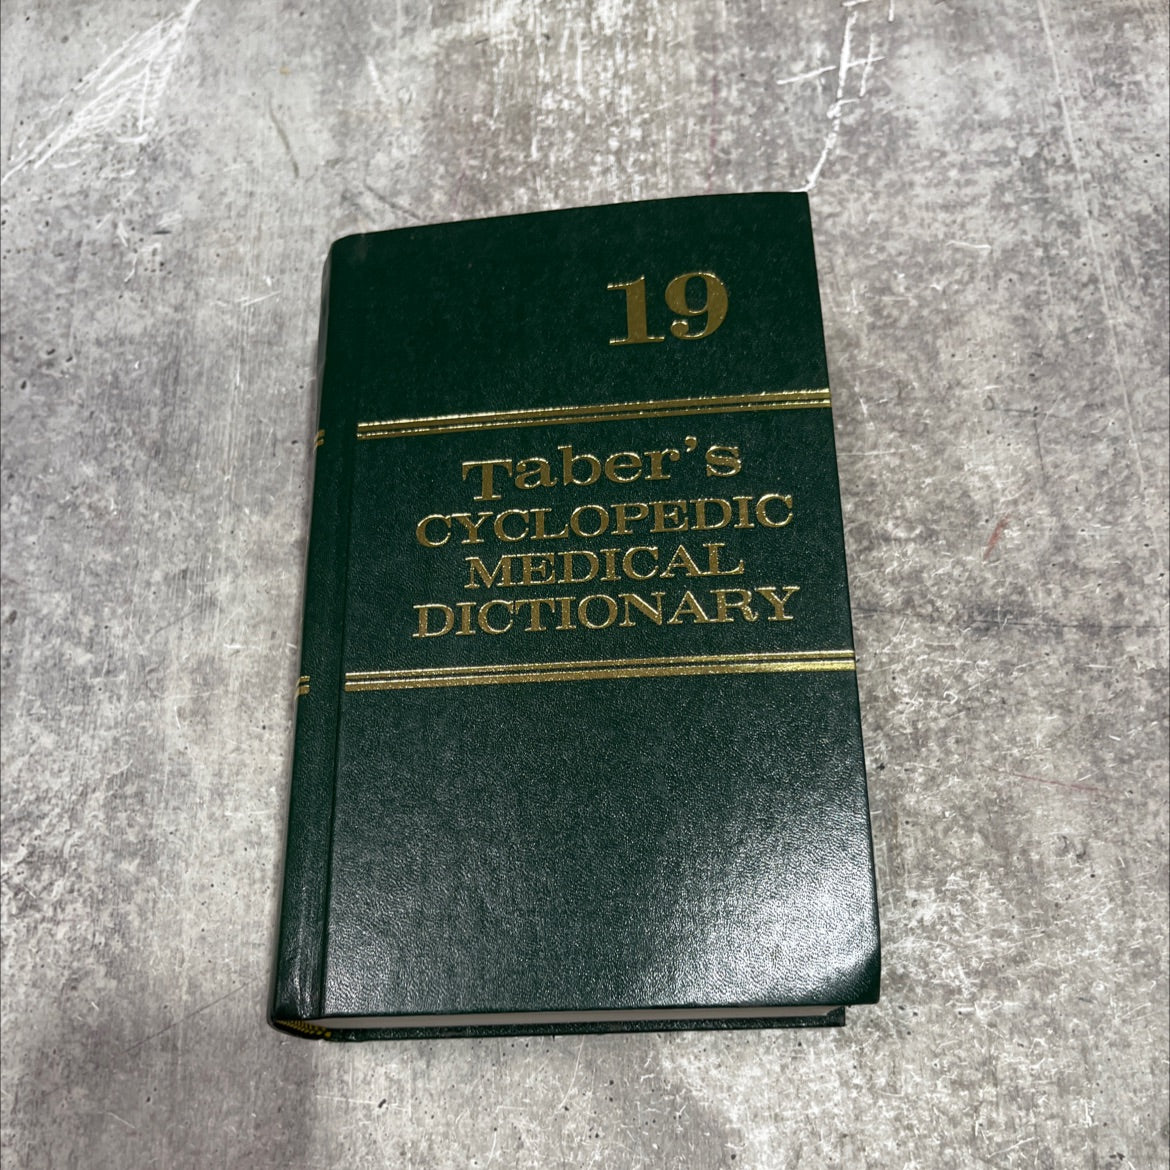 19
Taber's
CYCLOPEDIC
MEDICAL
DICTIONARY